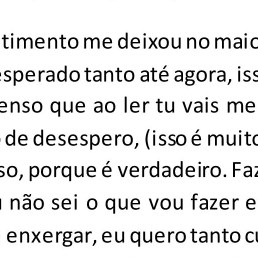 timento me deixou no maio
esperado tanto até agora, iss
enso que ao ler tu vais me
de desespero, (isso é muito
so, porque é verdadeiro. Faz
não sei o que vou fazer e
enxergar, eu quero tanto cu